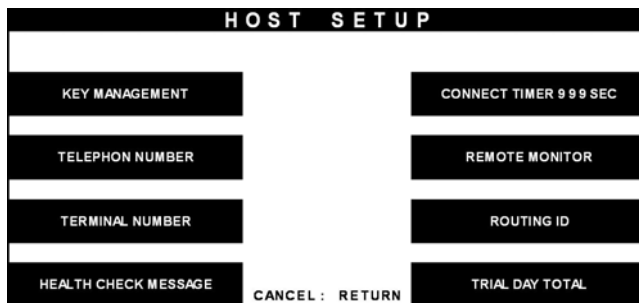 HOST SETUP
KEY MANAGEMENT
CONNECT TIMER 999 SEC
TELEPHON NUMBER
REMOTE MONITOR
TERMINAL NUMBER
ROUTING ID
HEALTH CHECK MESSAGE
TRIAL DAY TOTAL
CANCEL: RETURN